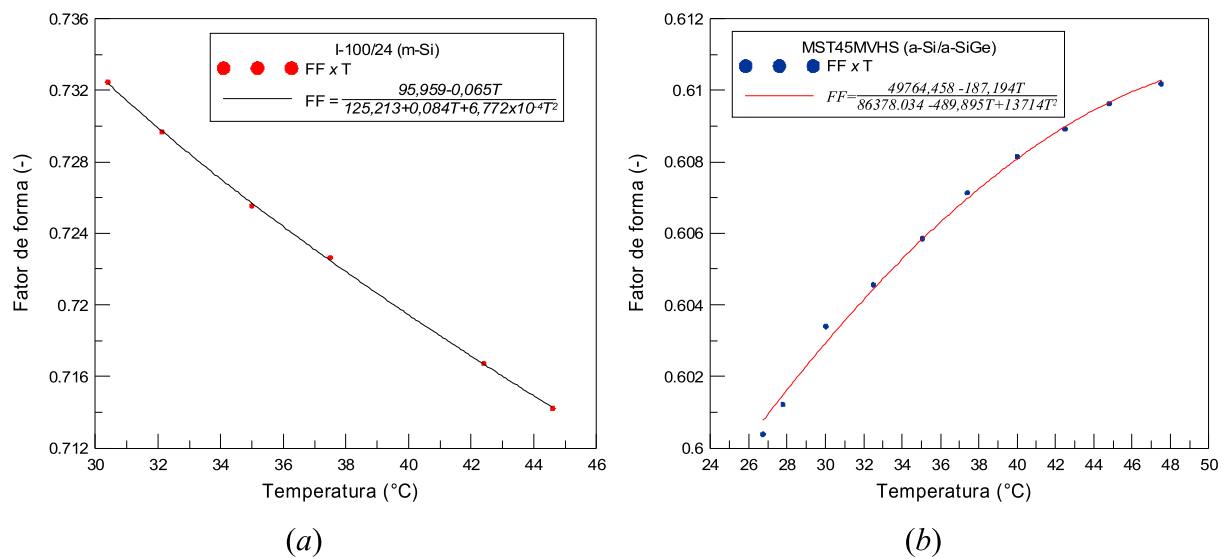 I-100/24 (m-Si)
FF x T
FF = 95,959-0,065T / 125,213+0,084T+6,772x10-4T2
0.736
0.732
0.728
0.724
0.72
0.716
0.712
Fator de forma (-)
30 32 34 36 38 40 42 44 46
Temperatura (°C)
(a)
MST45MVHS (a-Si/a-SiGe)
FF x T
FF= 49764,458 -187,194T / 86378.034 -489,895T+13714T2
0.612
0.61
0.608
0.606
0.604
0.602
0.6
Fator de forma (-)
24 26 28 30 32 34 36 38 40 42 44 46 48 50
Temperatura (°C)
(b)